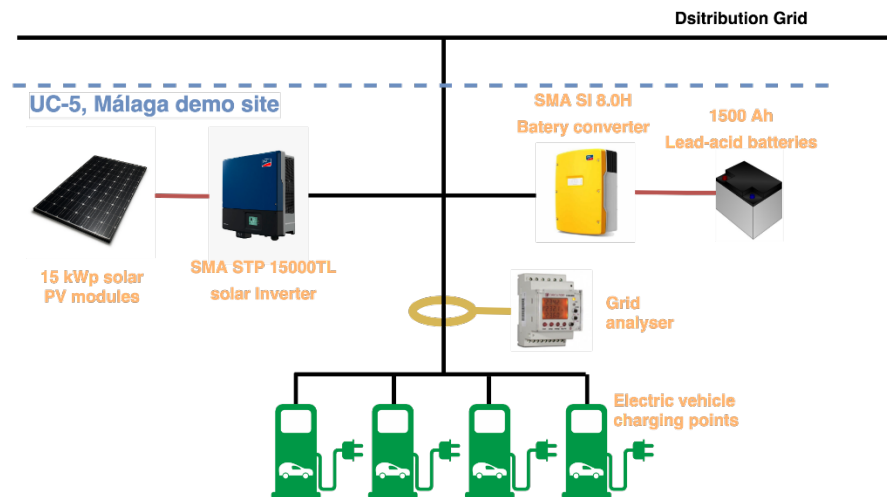 Dsitribution Grid
UC-5, Málaga demo site
SMA SI 8.0H
Batery converter
1500 Ah
Lead-acid batteries
15 kWp solar
PV modules
SMA STP 15000TL
solar Inverter
Grid
analyser
Electric vehicle
charging points